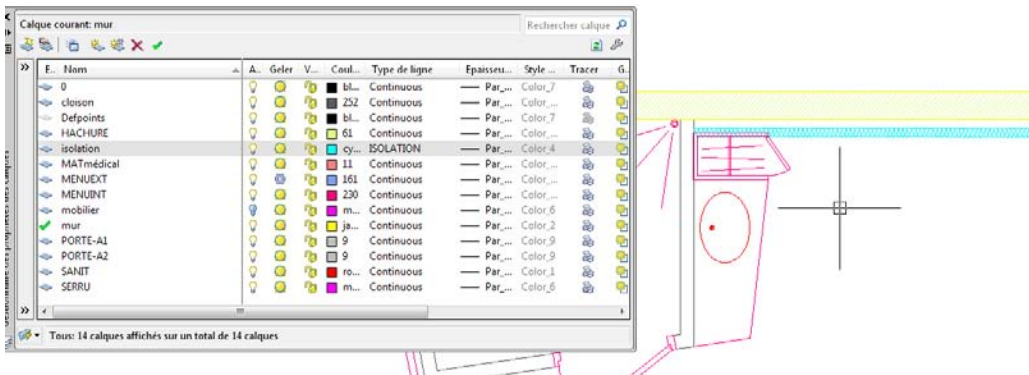 Calque courant: mur
Rechercher calque
E.. Nom A.. Geler V... Coul... Type de ligne Epaisseu... Style ... Tracer G..
0 bl... Continuous Par_... Color_7
cloison 252 Continuous Par_... Color_...
Defpoints bl... Continuous Par_... Color_7
HACHURE 61 Continuous Par_... Color_...
isolation cy... ISOLATION Par_... Color_4
MATmédical 11 Continuous Par_... Color_...
MENUEXT 161 Continuous Par_... Color_...
MENUINT 230 Continuous Par_... Color_...
mobilier m... Continuous Par_... Color_6
mur ja... Continuous Par_... Color_2
PORTE-A1 9 Continuous Par_... Color_9
PORTE-A2 9 Continuous Par_... Color_9
SANIT ro... Continuous Par_... Color_1
SERRU m... Continuous Par_... Color_6
Tous: 14 calques affichés sur un total de 14 calques